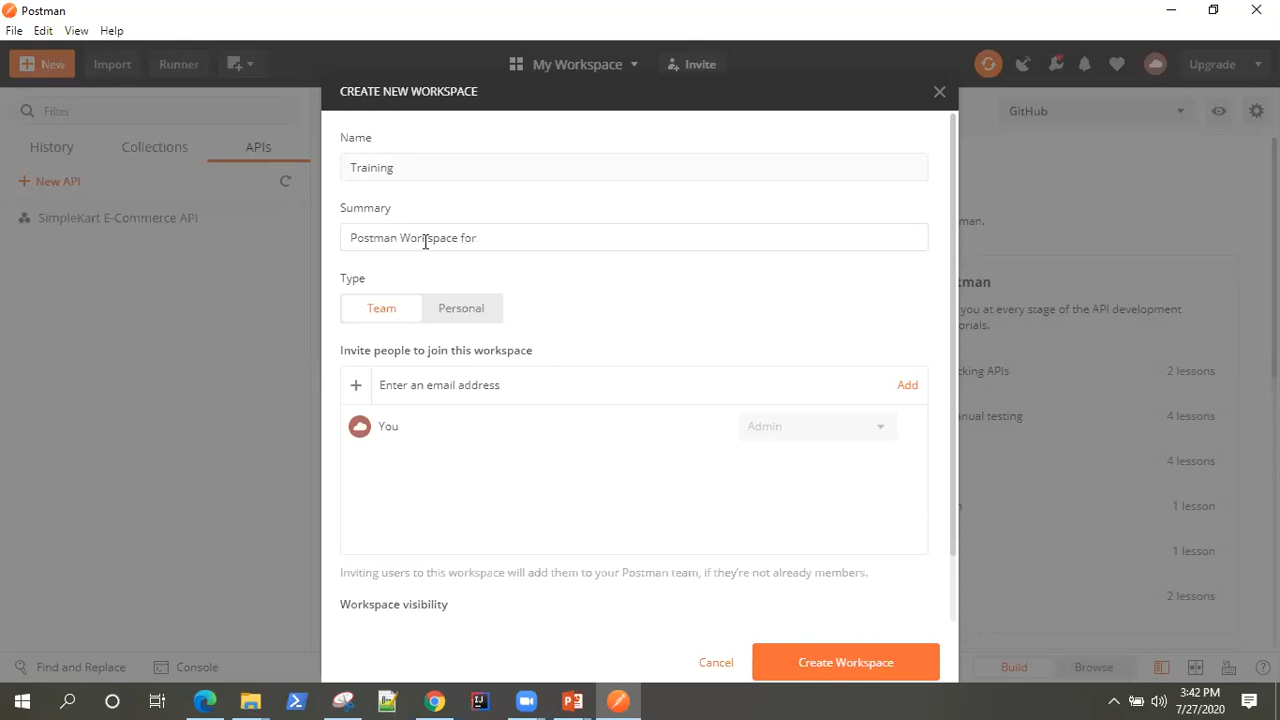 Postman
File Edit View Help
New Import Runner My Workspace Invite Upgrade
CREATE NEW WORKSPACE
Filter
GitHub
Name
History Collections APIs
Training
New API
Summary
SimpleKart E-Commerce API
man.
Postman Workspace for
Type
tman
Team Personal
you at every stage of the API development
orials.
Invite people to join this workspace
cking APIs 2 lessons
Enter an email address Add
anual testing 4 lessons
You Admin
4 lessons
1 lesson
1 lesson
Inviting users to this workspace will add them to your Postman team, if they're not already members.
2 lessons
Workspace visibility
Cancel Create Workspace
Find and Replace Console Build Browse
3:42 PM
7/27/2020